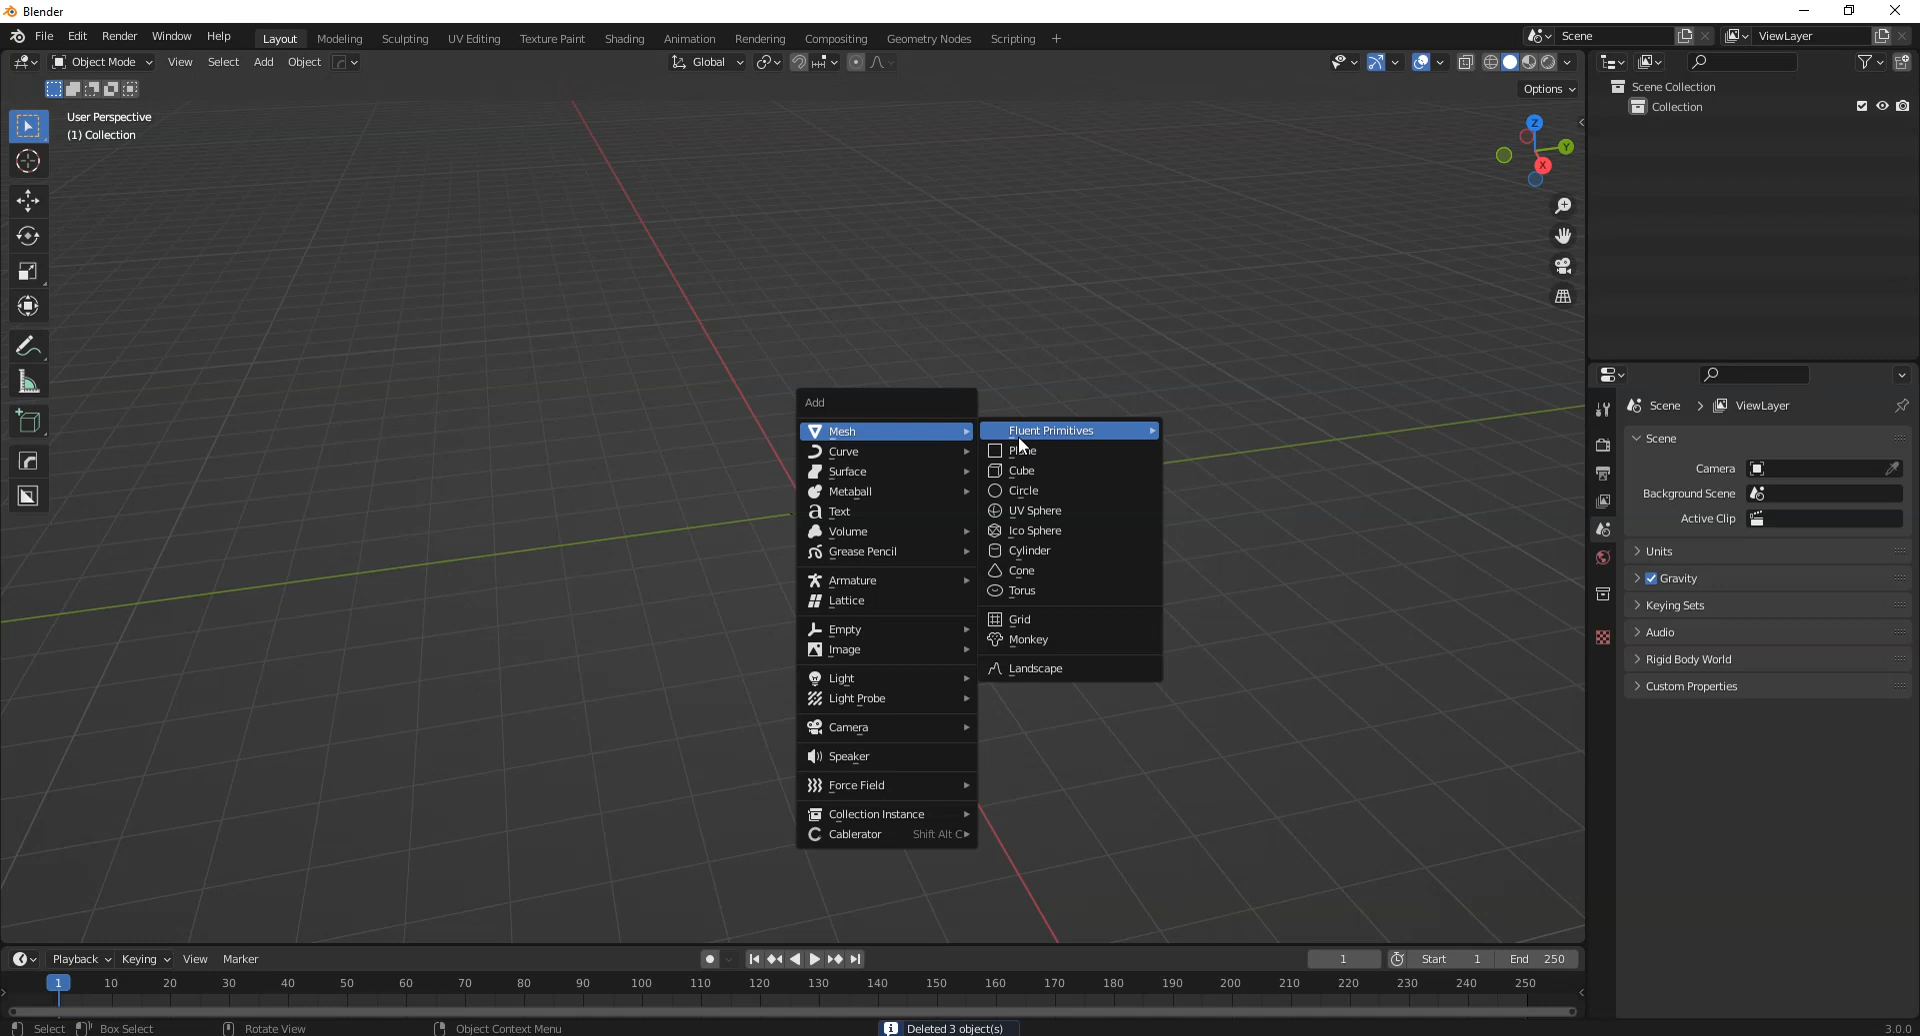 Blender
File Edit Render Window Help Layout Modeling Sculpting UV Editing Texture Paint Shading Animation Rendering Compositing Geometry Nodes Scripting + Scene ViewLayer
Object Mode View Select Add Object Global
Options
User Perspective
(1) Collection
Z
Y
X
Scene Collection
Collection
Scene > ViewLayer
Scene
Camera
Background Scene
Active Clip
Units
Gravity
Keying Sets
Audio
Rigid Body World
Custom Properties
Add
Mesh
Curve
Surface
Metaball
Text
Volume
Grease Pencil
Armature
Lattice
Empty
Image
Light
Light Probe
Camera
Speaker
Force Field
Collection Instance
Cablerator Shift Alt C
Fluent Primitives
Cube
Circle
UV Sphere
Ico Sphere
Cylinder
Cone
Torus
Grid
Monkey
Landscape
Playback Keying View Marker 1 Start 1 End 250
1 10 20 30 40 50 60 70 80 90 100 110 120 130 140 150 160 170 180 190 200 210 220 230 240 250
Select Box Select Rotate View Object Context Menu Deleted 3 object(s) 3.0.0